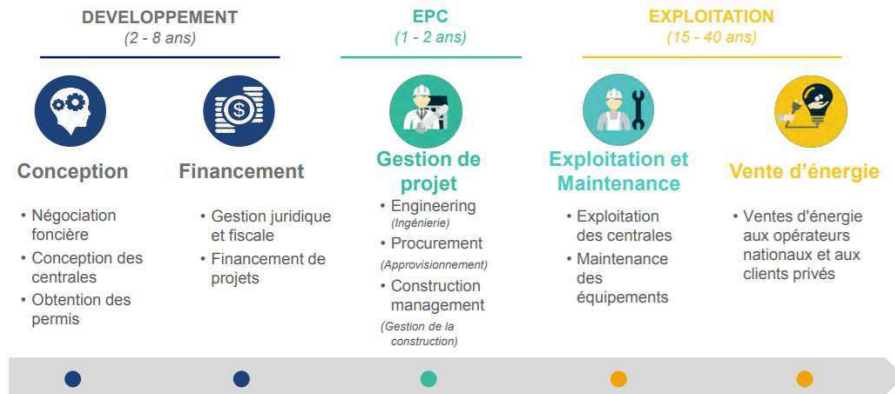 DEVELOPPEMENT
(2 - 8 ans)
EPC
(1 - 2 ans)
EXPLOITATION
(15 - 40 ans)
Conception
• Négociation
foncière
• Conception des
centrales
• Obtention des
permis
Financement
• Gestion juridique
et fiscale
• Financement de
projets
Gestion de
projet
• Engineering
(Ingénierie)
• Procurement
(Approvisionnement)
• Construction
management
(Gestion de la
construction)
Exploitation et
Maintenance
• Exploitation
des centrales
• Maintenance
des
équipements
Vente d'énergie
• Ventes d'énergie
aux opérateurs
nationaux et aux
clients privés